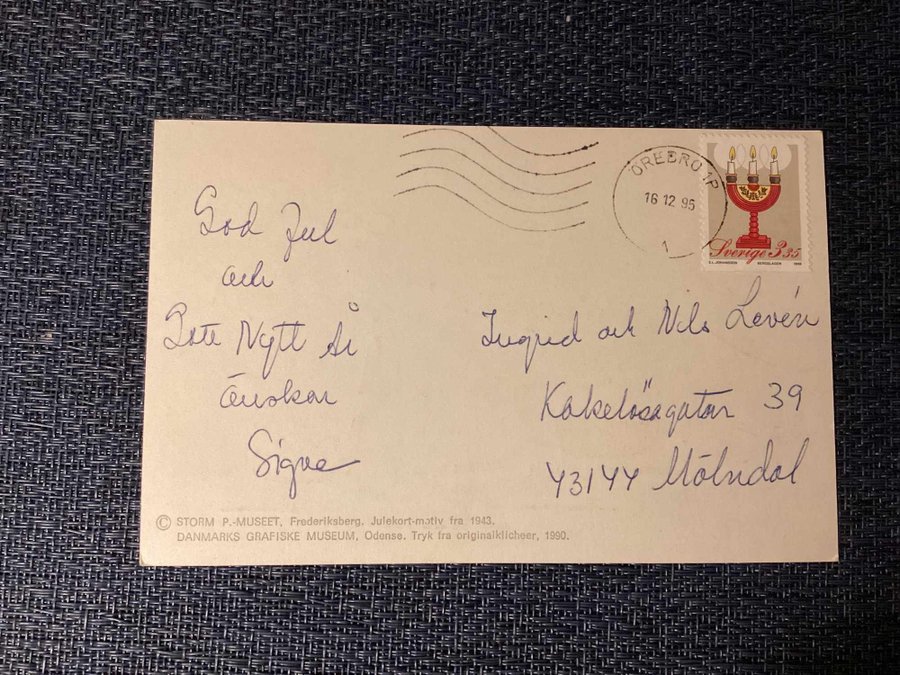 God Jul
och
Gott Nytt År
Önskar
Signe
ÖREBRO 1P
16 12 95
1
Sverige 3.35
BERGSLAGEN
Ingrid och Nils Lovén
Kakelösagatan 39
43144 Mölndal
© STORM P.-MUSEET, Frederiksberg. Julekort-motiv fra 1943.
DANMARKS GRAFISKE MUSEUM, Odense. Tryk fra originalklicheer, 1990.